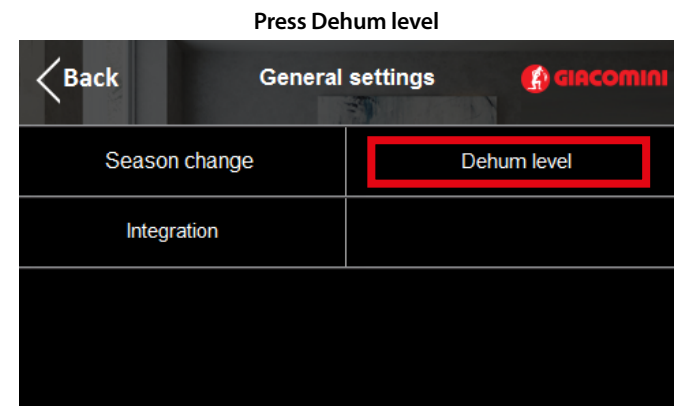 Press Dehum level
Back General settings GIACOMINI
Season change Dehum level
Integration